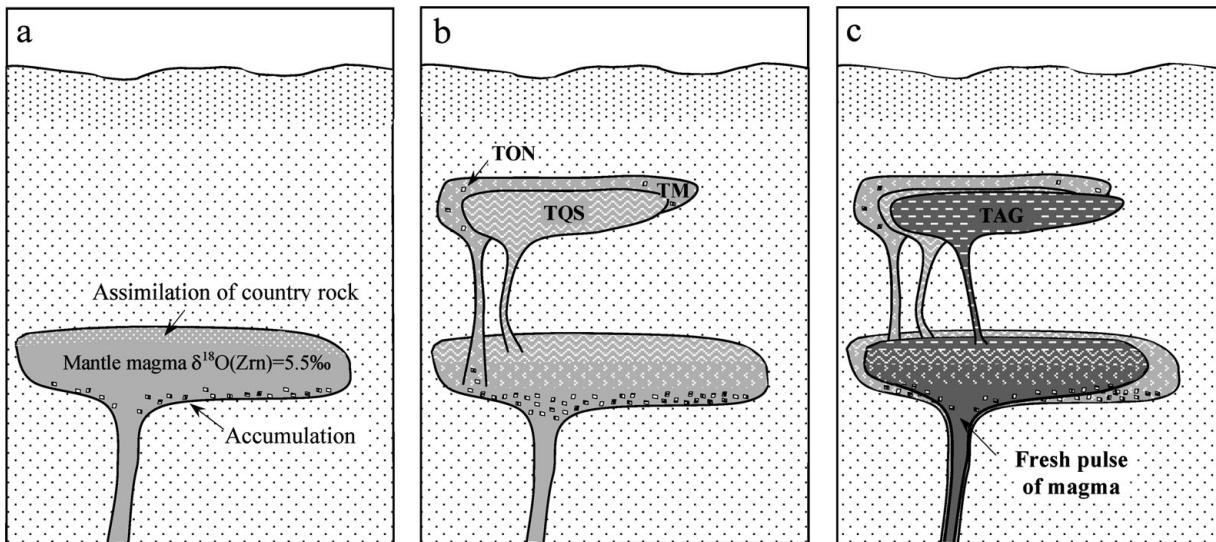 a
Assimilation of country rock
Mantle magma δ¹⁸O(Zrn)=5.5‰
Accumulation
b
TON
TM
TQS
c
TAG
Fresh pulse
of magma